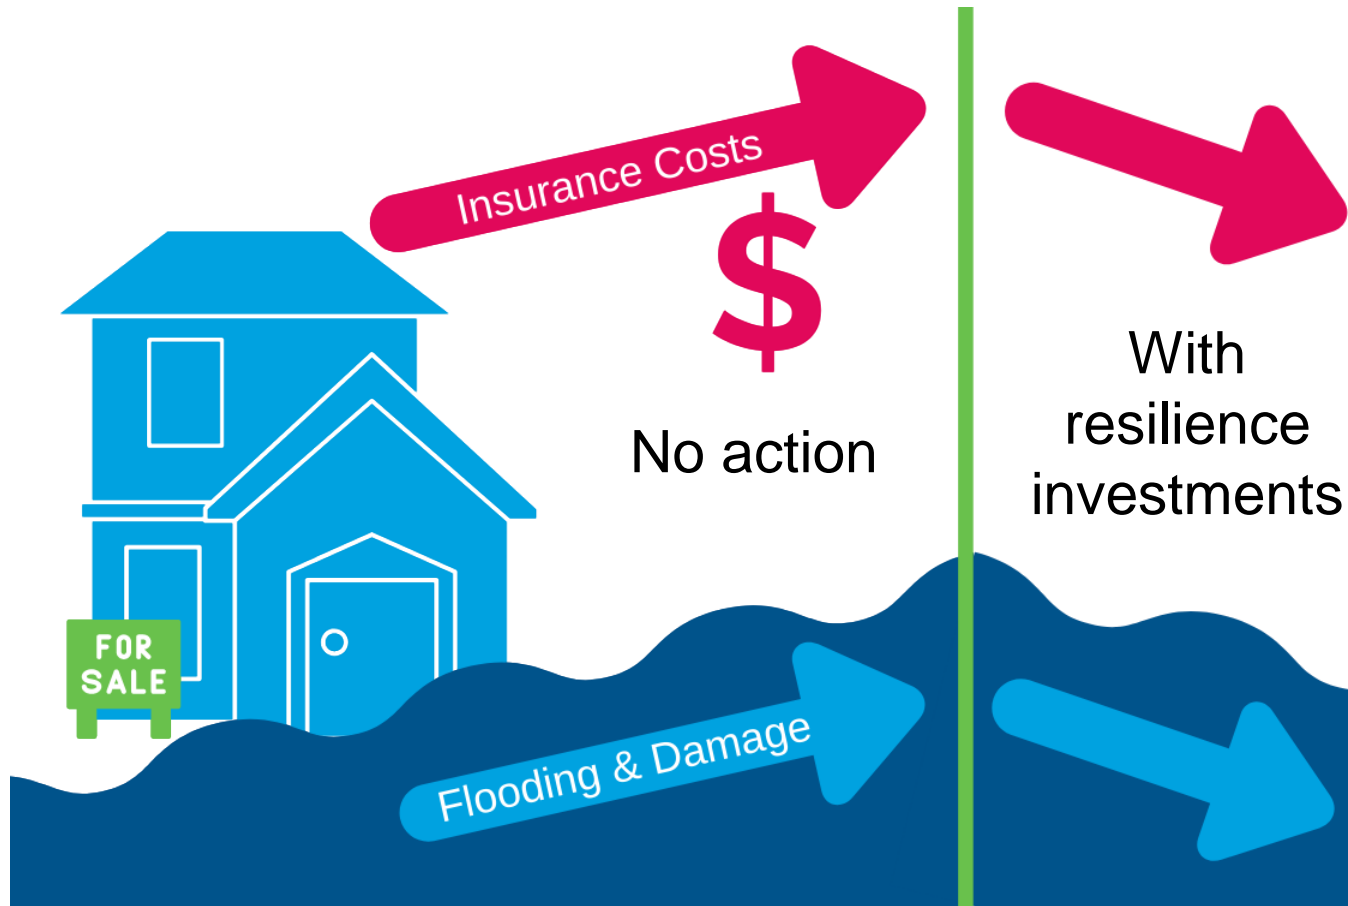 Insurance Costs
$
No action
With
resilience
investments
FOR
SALE
Flooding & Damage